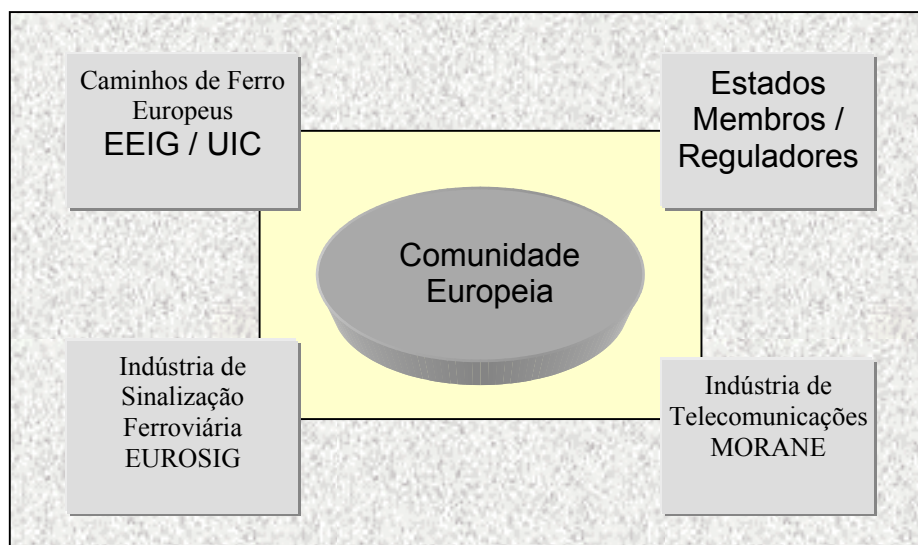 Caminhos de Ferro
Europeus
EEIG / UIC
Estados
Membros /
Reguladores
Comunidade
Europeia
Indústria de
Sinalização
Ferroviária
EUROSIG
Indústria de
Telecomunicações
MORANE